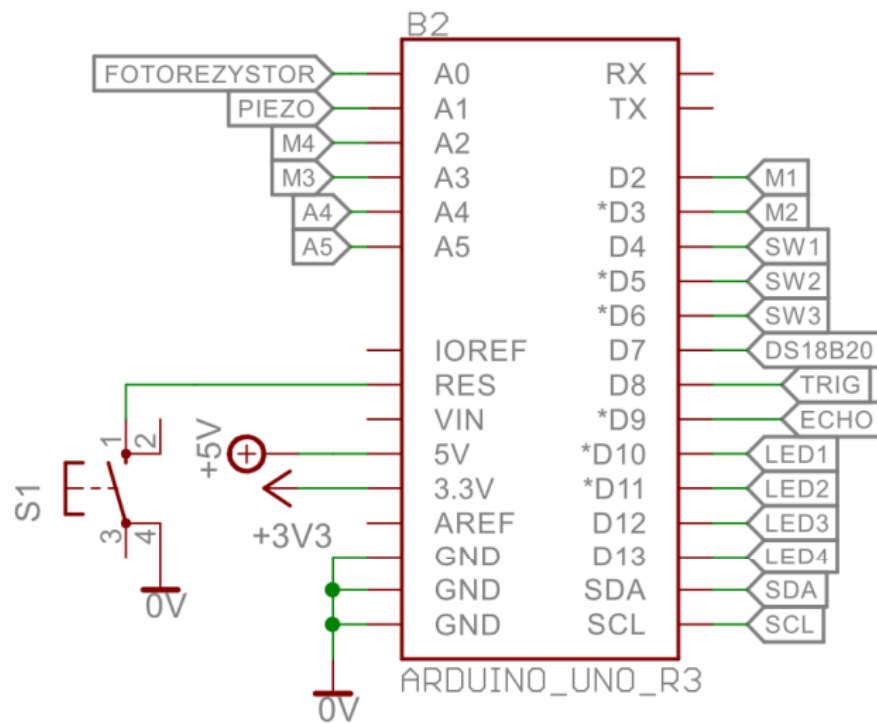 B2
FOTOREZYSTOR A0 RX
PIEZO A1 TX
M4 A2
M3 A3 D2 M1
A4 A4 *D3 M2
A5 A5 D4 SW1
*D5 SW2
*D6 SW3
IOREF D7 DS18B20
RES D8 TRIG
VIN *D9 ECHO
1 2 +5V 5V *D10 LED1
S1 3.3V *D11 LED2
3 4 +3V3 AREF D12 LED3
GND D13 LED4
0V GND SDA SDA
GND SCL SCL
0V ARDUINO_UNO_R3